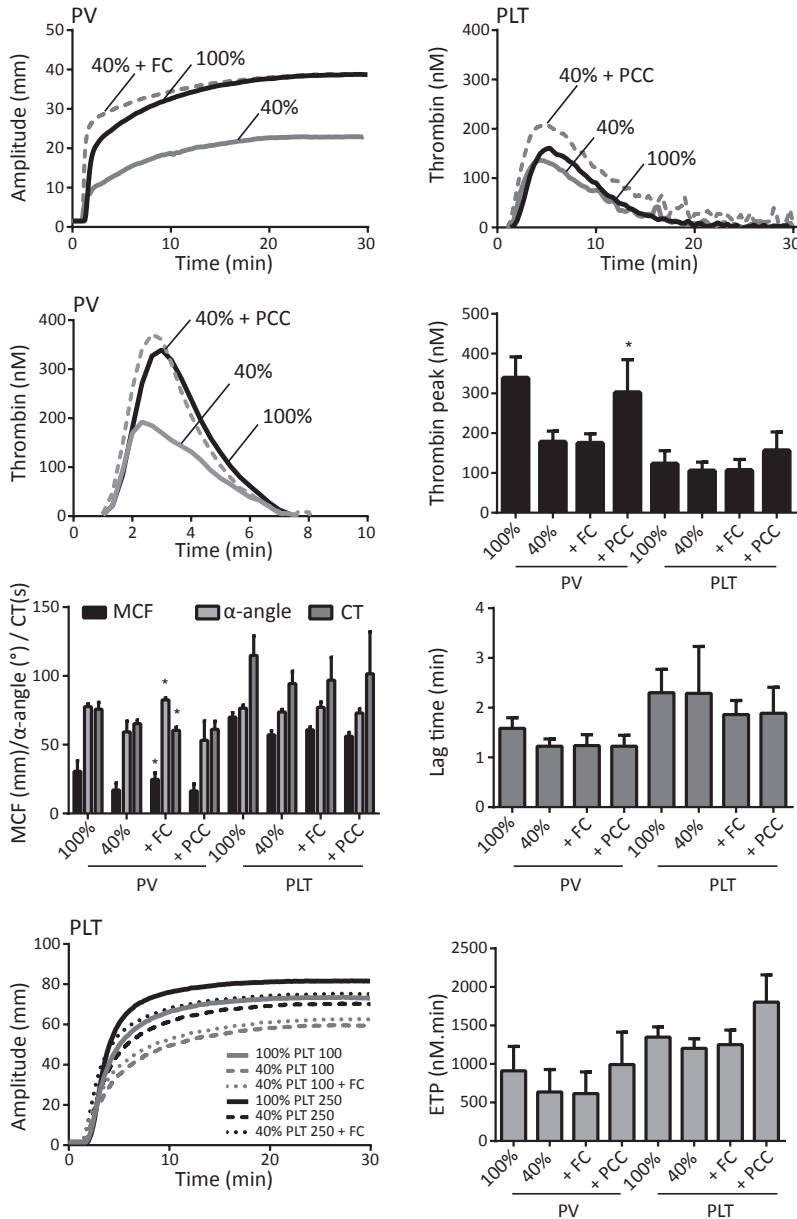 PV
Amplitude (mm)
50
40
30
20
10
0
40% + FC
100%
40%
0 10 20 30
Time (min)
PLT
Thrombin (nM)
400
300
200
100
0
40% + PCC
40%
100%
0 10 20 30
Time (min)
PV
Thrombin (nM)
400
300
200
100
0
40% + PCC
40%
100%
0 2 4 6 8 10
Time (min)
Thrombin peak (nM)
500
400
300
200
100
0
*
100% 40% + FC + PCC 100% 40% + FC + PCC
PV PLT
MCF (mm)/α-angle (°) / CT(s)
150
100
50
0
MCF α-angle CT
* * *
100% 40% + FC + PCC 100% 40% + FC + PCC
PV PLT
Lag time (min)
4
3
2
1
0
100% 40% + FC + PCC 100% 40% + FC + PCC
PV PLT
PLT
Amplitude (mm)
100
80
60
40
20
0
100% PLT 100
40% PLT 100
40% PLT 100 + FC
100% PLT 250
40% PLT 250
40% PLT 250 + FC
0 10 20 30
Time (min)
ETP (nM.min)
2500
2000
1500
1000
500
0
100% 40% + FC + PCC 100% 40% + FC + PCC
PV PLT